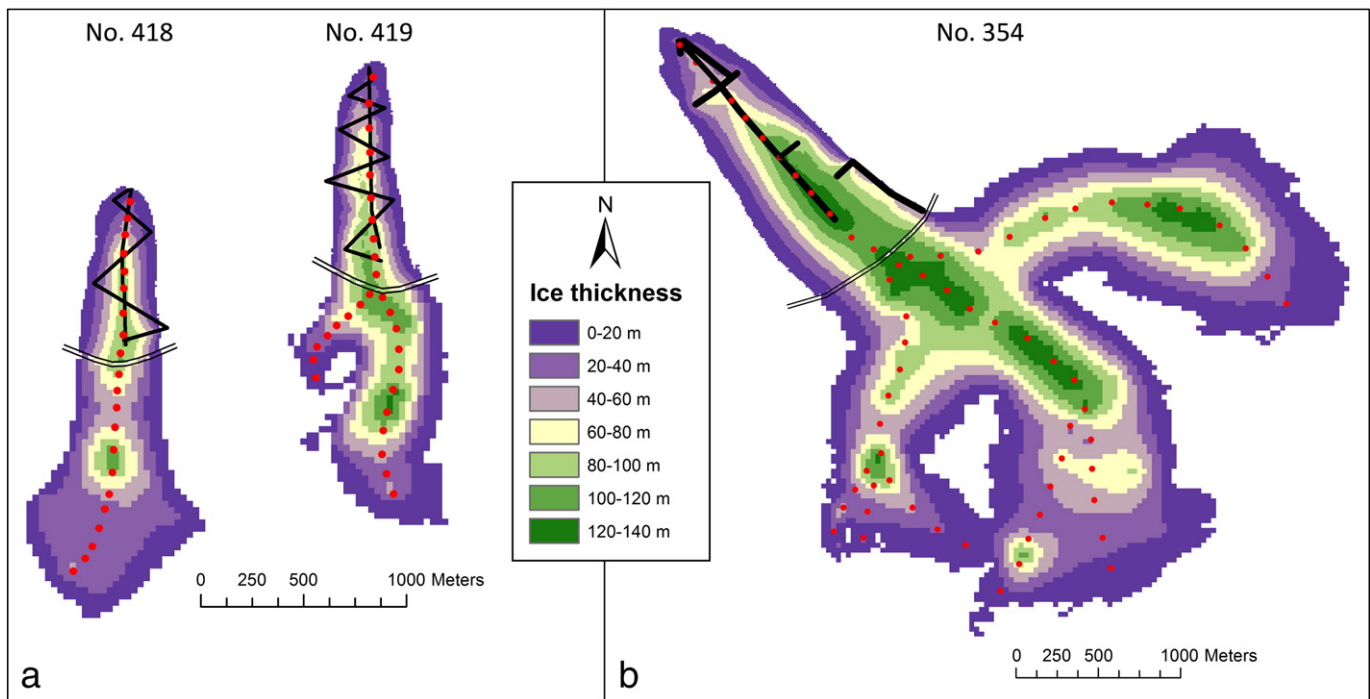 No. 418
No. 419
No. 354
N
Ice thickness
0-20 m
20-40 m
40-60 m
60-80 m
80-100 m
100-120 m
120-140 m
0 250 500 1000 Meters
0 250 500 1000 Meters
a
b